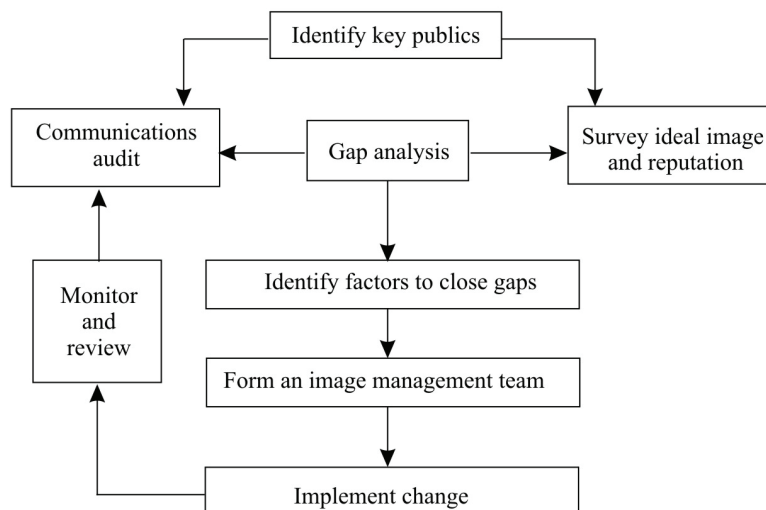 Identify key publics
Communications
audit
Gap analysis
Survey ideal image
and reputation
Identify factors to close gaps
Monitor
and
review
Form an image management team
Implement change